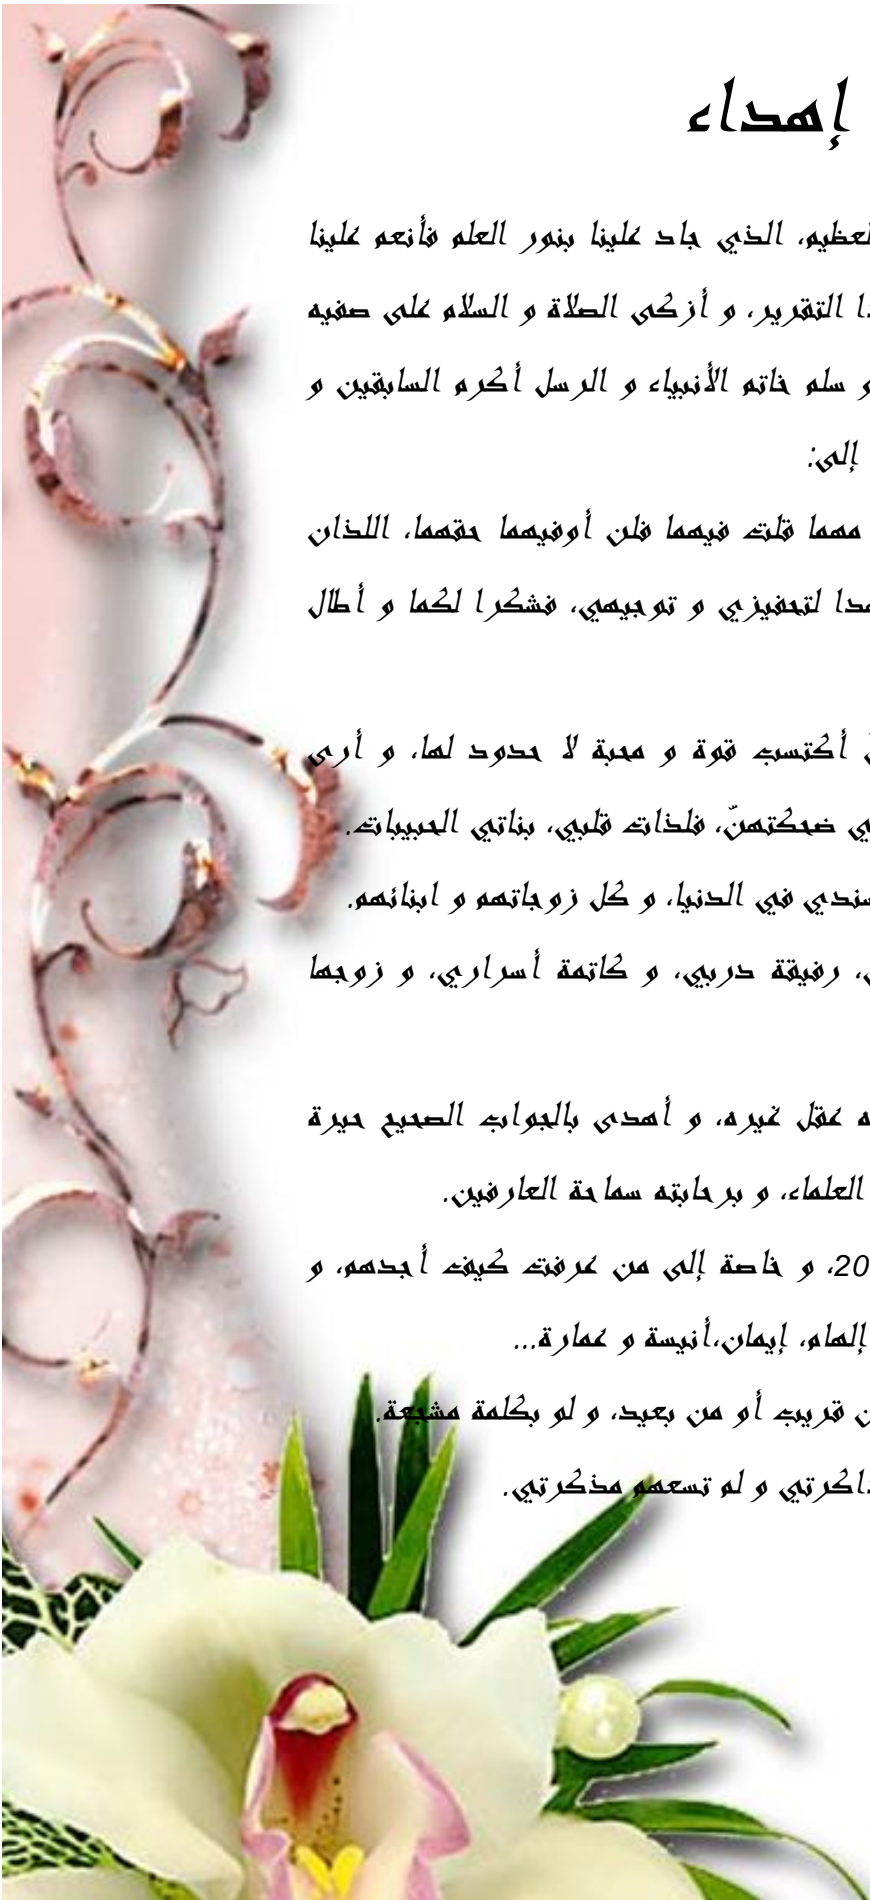 إهداء
لعظيم، الذي جاد علينا بنور العلم فأنعم علينا
ا التقرير، و أزكى الصلاة و السلام على صفيه
و سلم خاتم الأنبياء و الرسل أكرم السابقين و
إلى:
مهما قلت فيهما فلن أوفيهما حقهما، اللذان
هدا لتحفيزي و توجيهي، فشكرا لكما و أطال
أكتسب قوة و محبة لا حدود لها، و أرى
ي ضحكتهنّ، فلذات قلبي، بناتي الحبيبات.
سندي في الدنيا، و كل زوجاتهم و ابنائهم.
، رفيقة دربي، و كاتمة أسراري، و زوجها
ه عقل غيره، و أهدى بالجواب الصحيح حيرة
العلماء، و برحابته سماحة العارفين.
20، و خاصة إلى من عرفت كيف أجدهم، و
إلهام، إيمان،أنيسة و عمارة...
ن قريب أو من بعيد، و لو بكلمة مشجعة.
ذاكرتي و لم تسعهم مذكرتي.